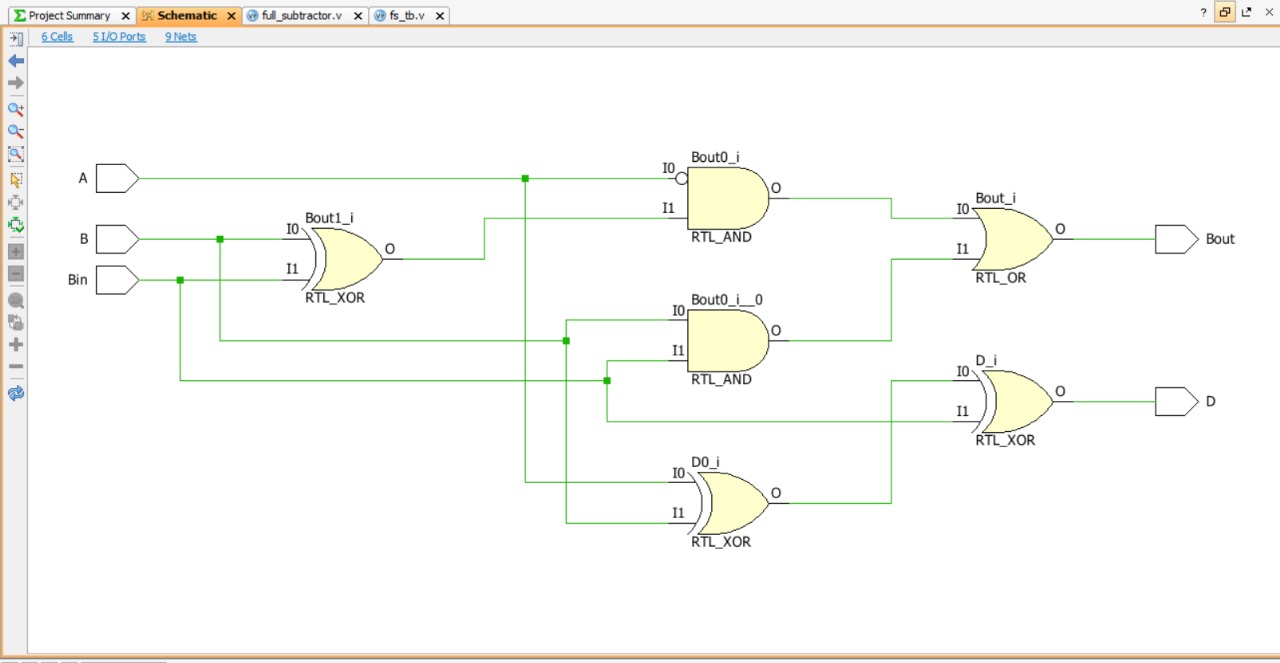 Project Summary
Schematic
full_subtractor.v
fs_tb.v
6 Cells
5 I/O Ports
9 Nets
A
B
Bin
Bout1_i
I0
I1
O
RTL_XOR
Bout0_i
I0
I1
O
RTL_AND
Bout0_i__0
I0
I1
O
RTL_AND
D0_i
I0
I1
O
RTL_XOR
Bout_i
I0
I1
O
RTL_OR
Bout
D_i
I0
I1
O
RTL_XOR
D